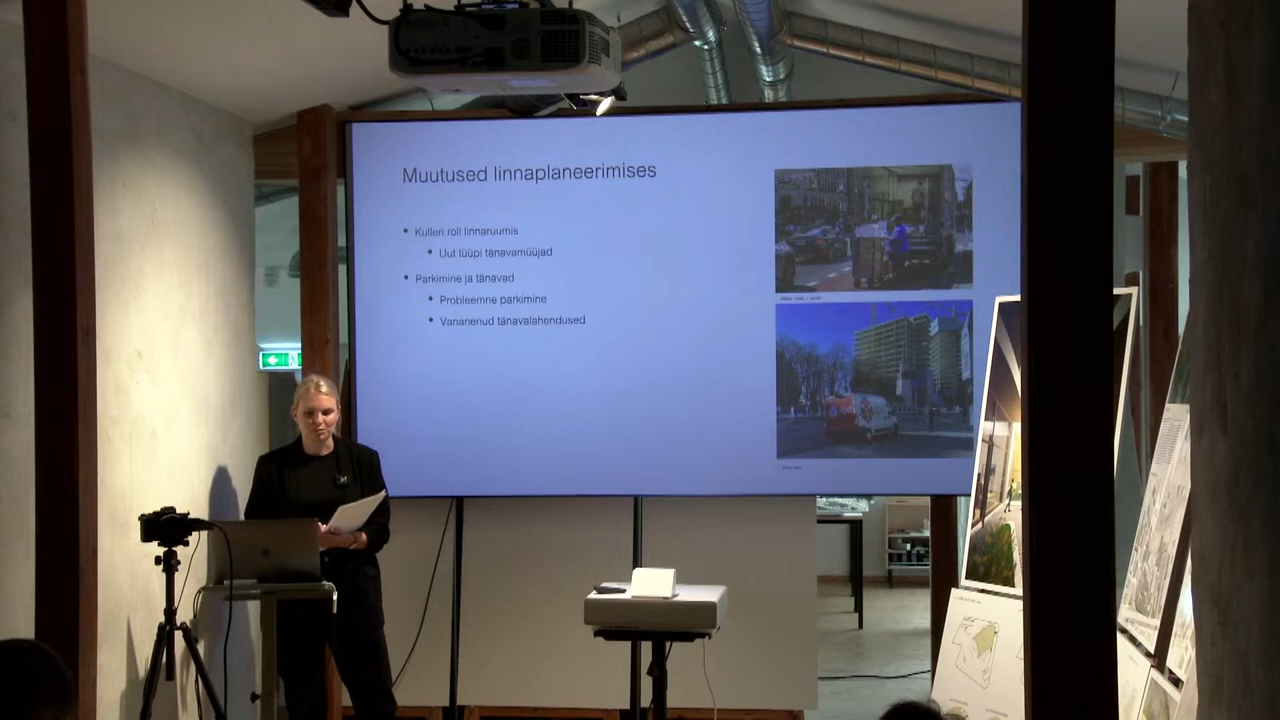 Muutused linnaplaneerimises
Kulleri roll linnaruumis
Uut tüüpi tänavamüüjad
Parkimine ja tänavad
Probleemne parkimine
Vananenud tänavalahendused